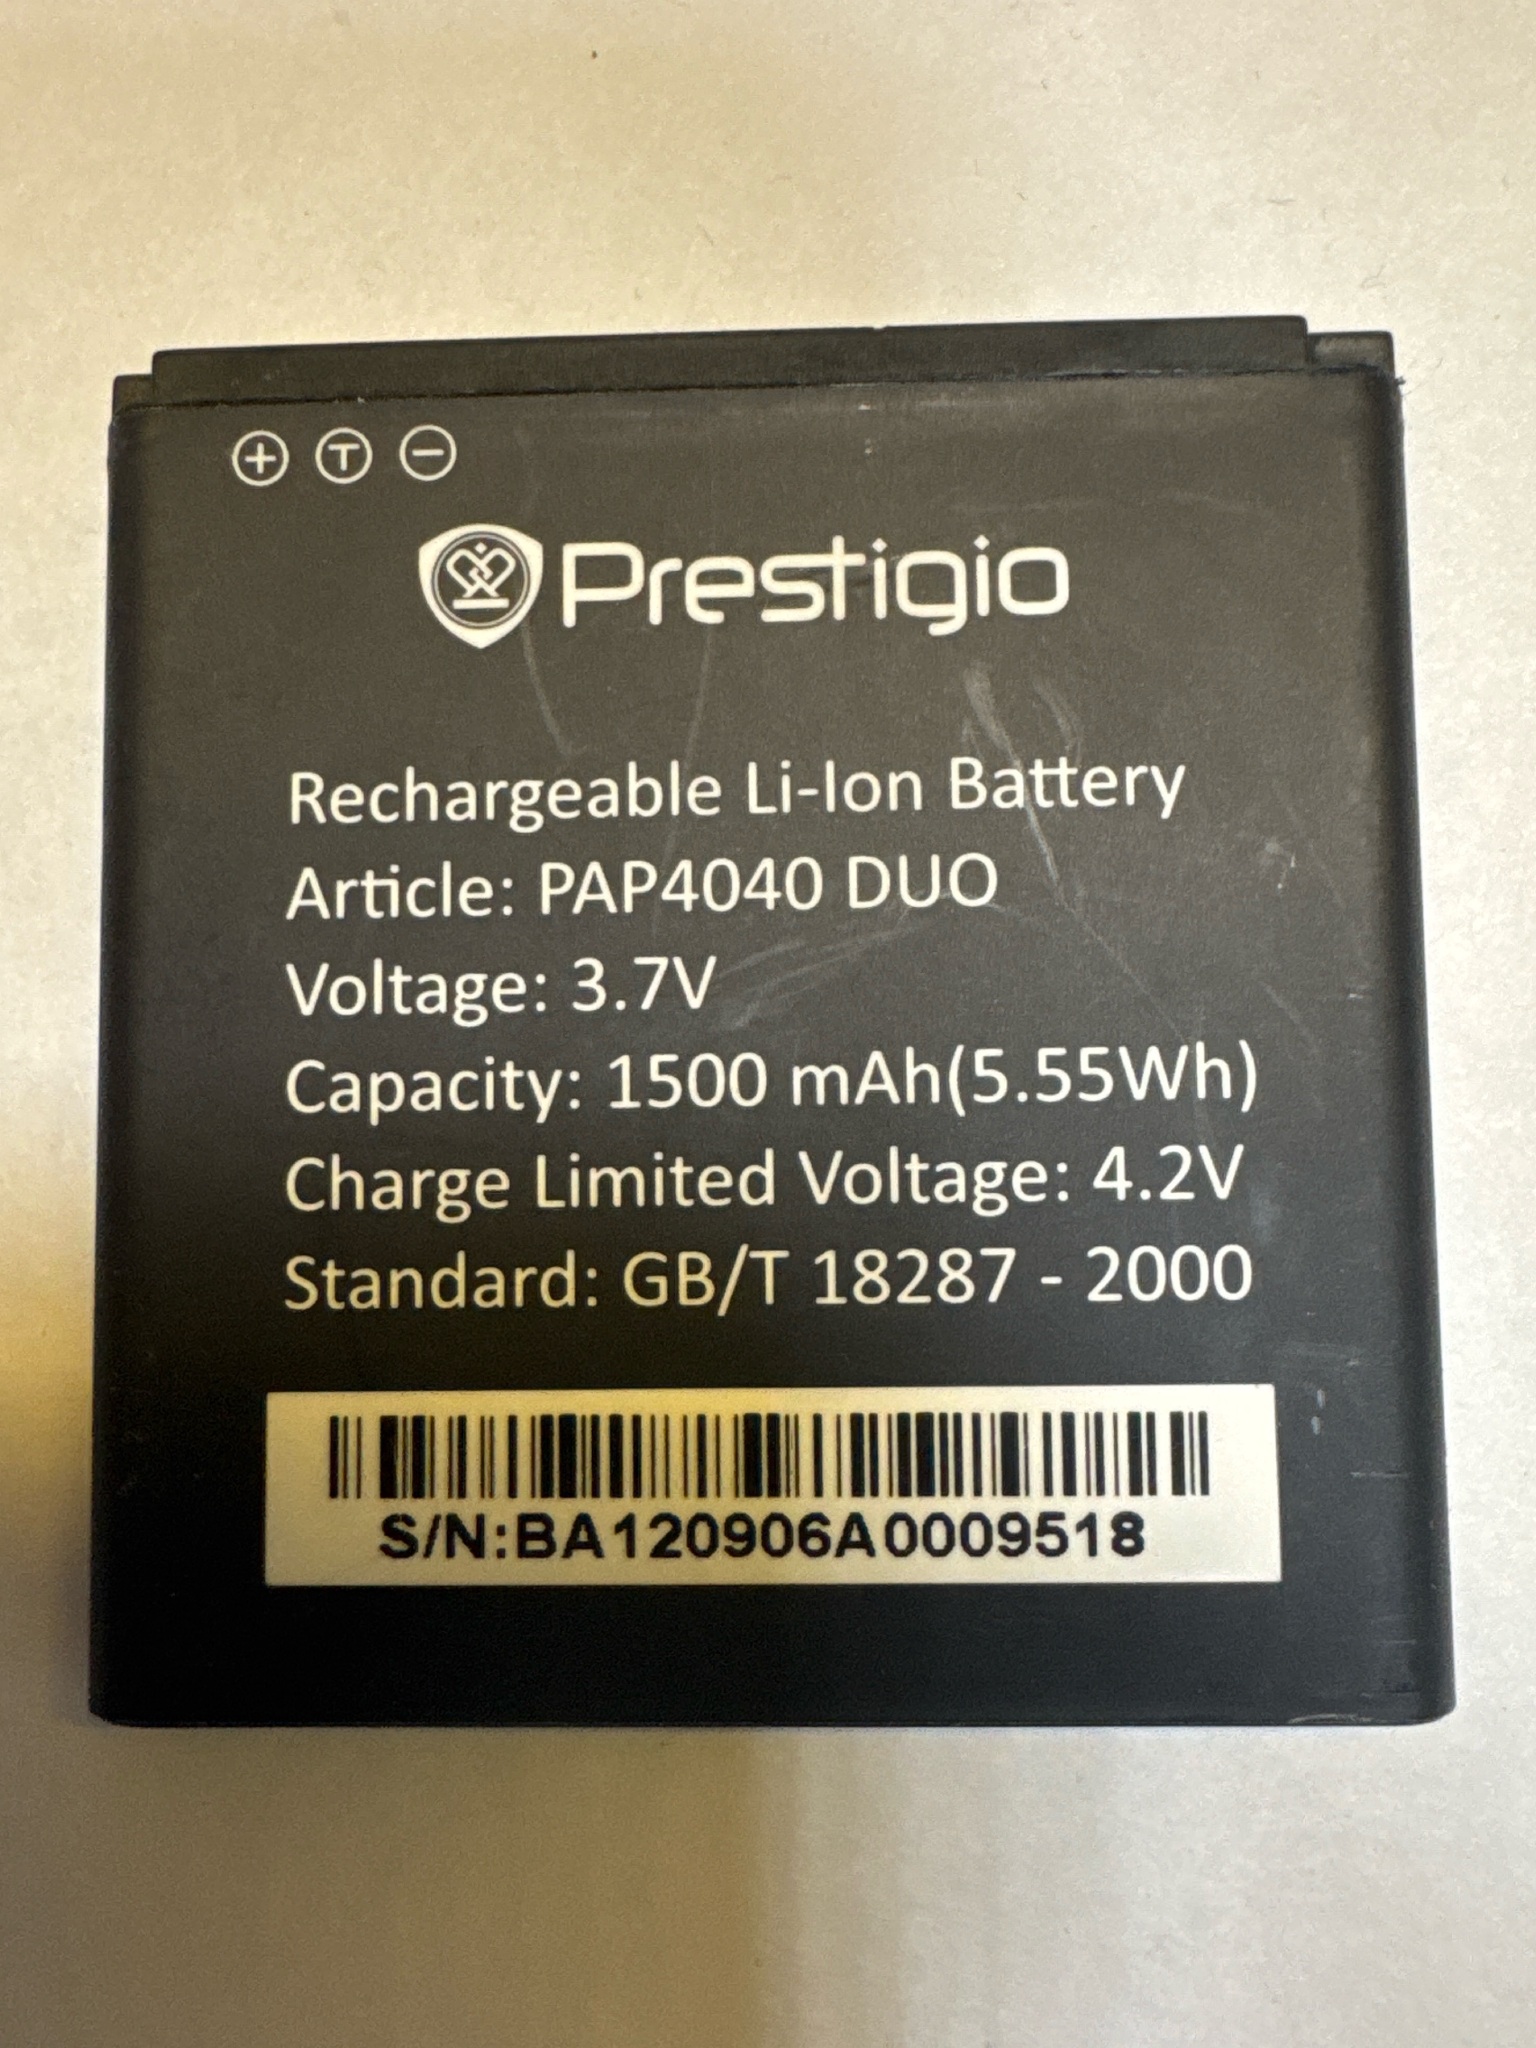 + T −
Prestigio
Rechargeable Li-Ion Battery
Article: PAP4040 DUO
Voltage: 3.7V
Capacity: 1500 mAh(5.55Wh)
Charge Limited Voltage: 4.2V
Standard: GB/T 18287 - 2000
S/N:BA120906A0009518